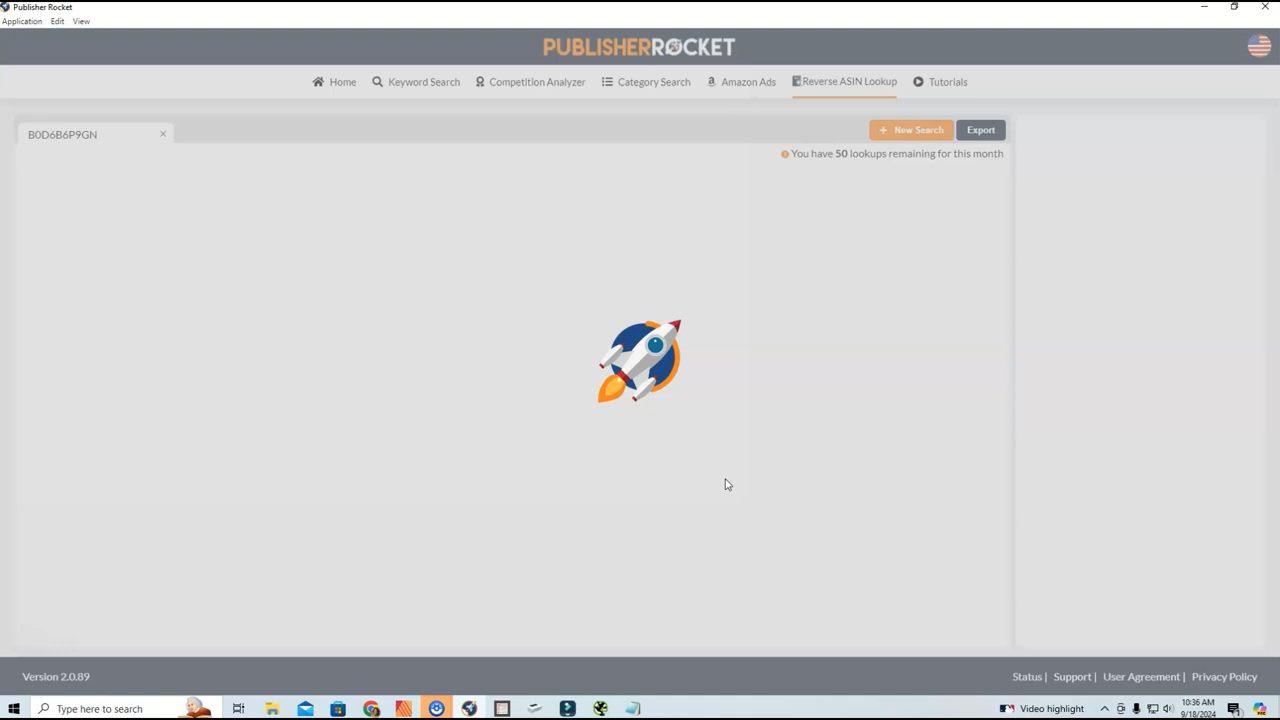 Publisher Rocket
Application Edit View
PUBLISHERROCKET
Home Keyword Search Competition Analyzer Category Search Amazon Ads Reverse ASIN Lookup Tutorials
B0D6B6P9GN ×
+ New Search Export
You have 50 lookups remaining for this month
Version 2.0.89
Status | Support | User Agreement | Privacy Policy
Type here to search
Video highlight
10:36 AM
9/18/2024